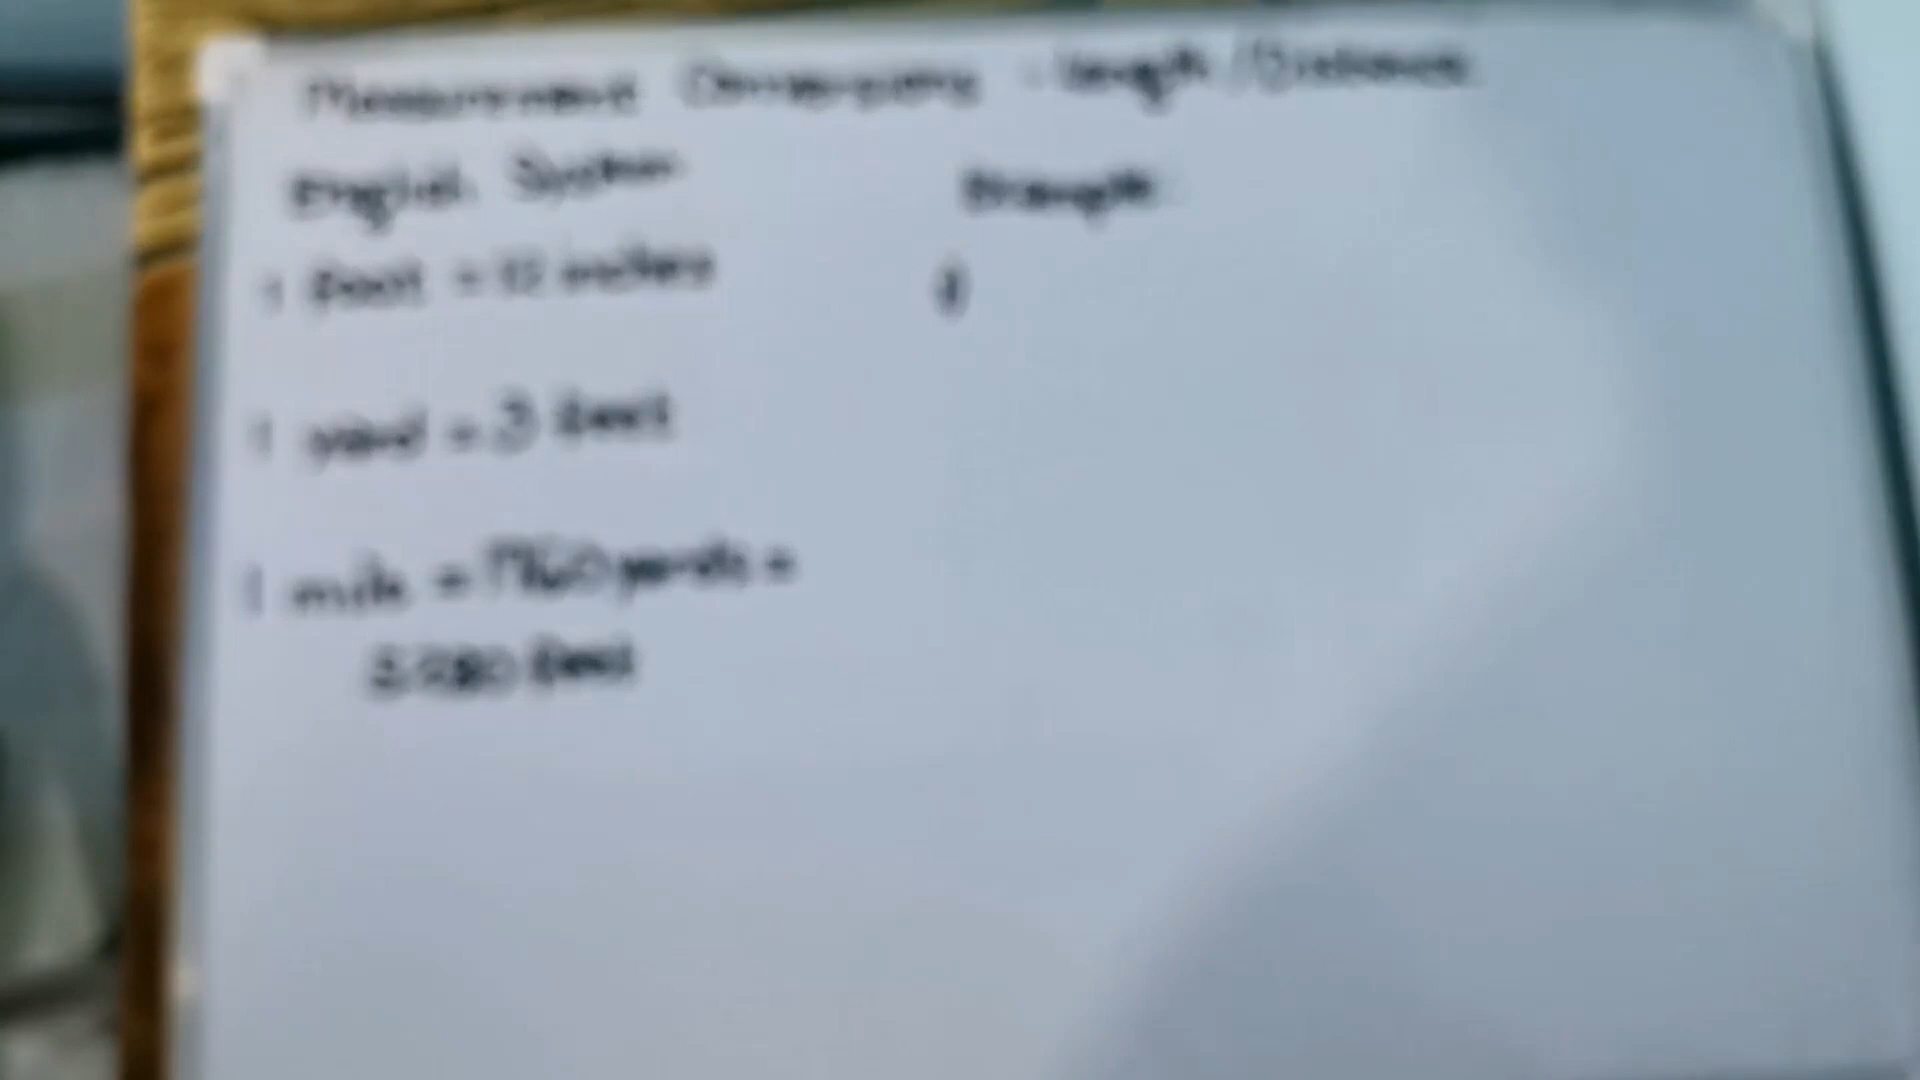 Measurement Conversions - length / Distance
English System
Example
1 foot = 12 inches
1 yard = 3 feet
1 mile = 1760 yards =
5280 feet